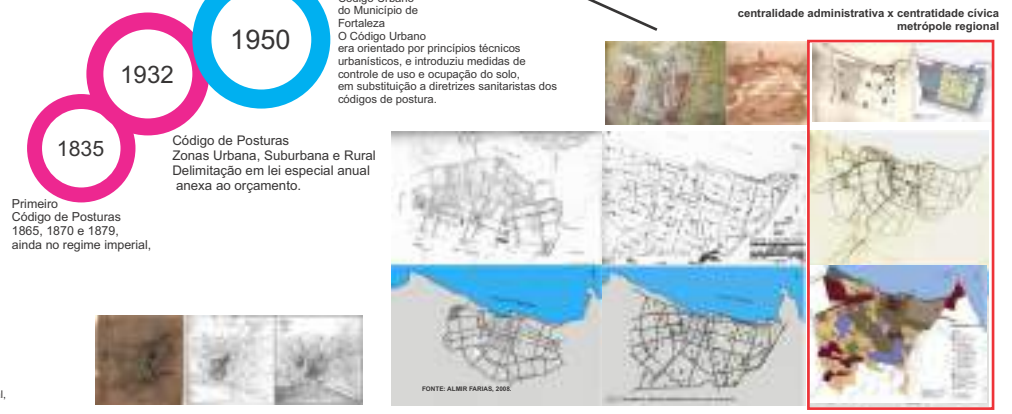 Código Urbano
do Município de
Fortaleza
O Código Urbano
era orientado por princípios técnicos
urbanísticos, e introduziu medidas de
controle de uso e ocupação do solo,
em substituição a diretrizes sanitaristas dos
códigos de postura.
1950
1932
1835
Código de Posturas
Zonas Urbana, Suburbana e Rural
Delimitação em lei especial anual
anexa ao orçamento.
Primeiro
Código de Posturas
1865, 1870 e 1879,
ainda no regime imperial,
centralidade administrativa x centratidade cívica
metrópole regional
FONTE: ALMIR FARIAS, 2008.